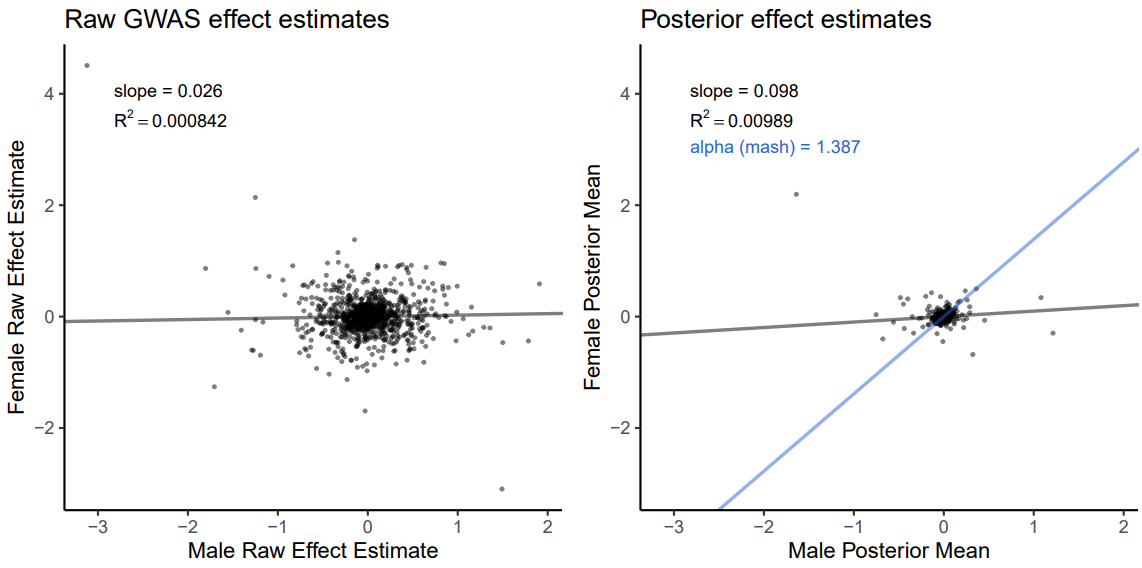 Raw GWAS effect estimates
slope = 0.026
R² = 0.000842
Female Raw Effect Estimate
4
2
0
−2
−3
−2
−1
0
1
2
Male Raw Effect Estimate
Posterior effect estimates
slope = 0.098
R² = 0.00989
alpha (mash) = 1.387
Female Posterior Mean
4
2
0
−2
−3
−2
−1
0
1
2
Male Posterior Mean